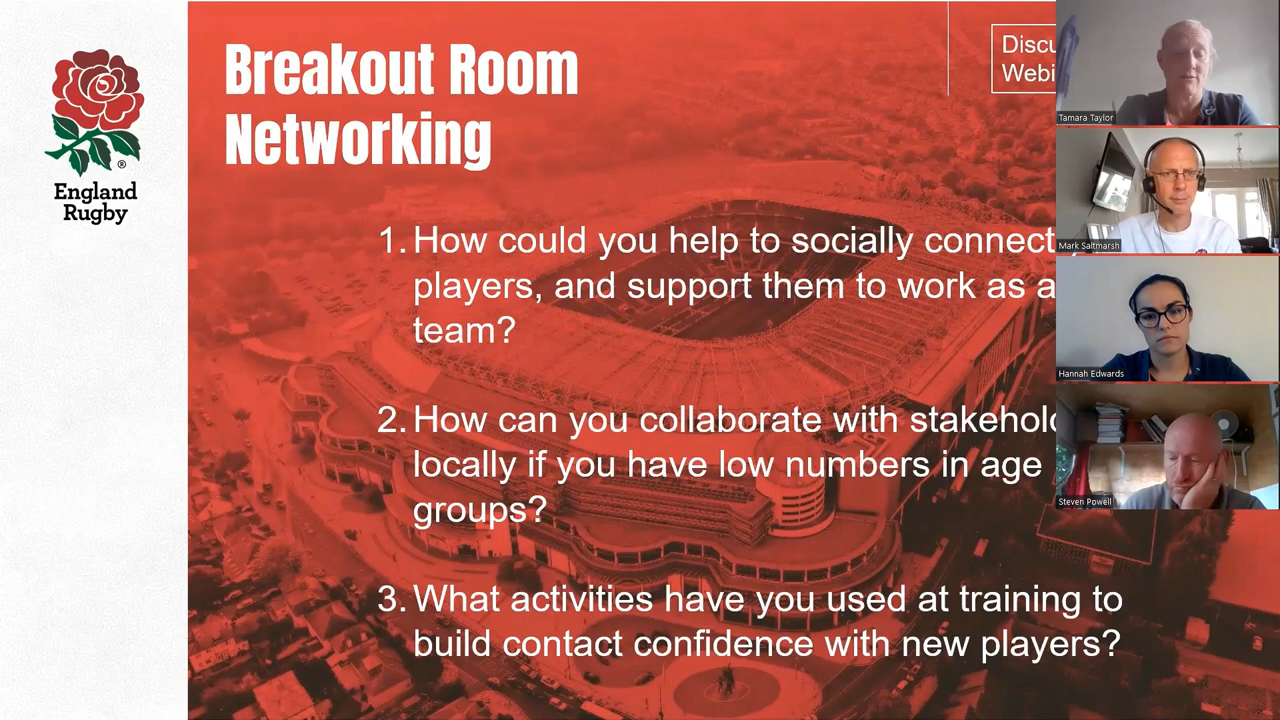 Breakout Room
Networking
England
Rugby
1. How could you help to socially connect
players, and support them to work as a
team?
2. How can you collaborate with
locally if you have low numbers in age
groups?
3. What activities have you used at training to
build contact confidence with new players?
Tamara Taylor
Mark Saltmarsh
Hannah Edwards
Steven Powell